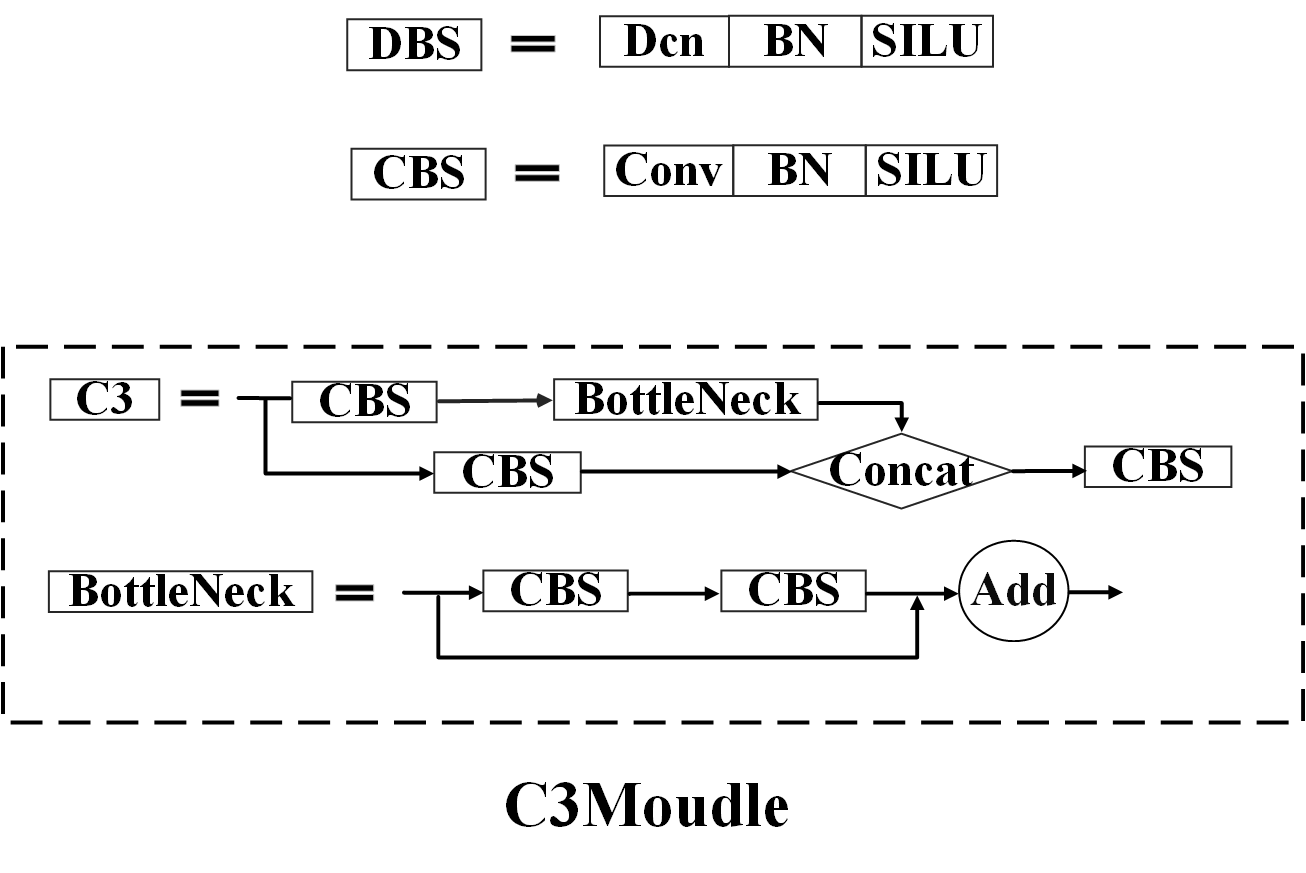 DBS = Dcn BN SILU
CBS = Conv BN SILU
C3 = CBS BottleNeck
CBS Concat CBS
BottleNeck = CBS CBS Add
C3Moudle